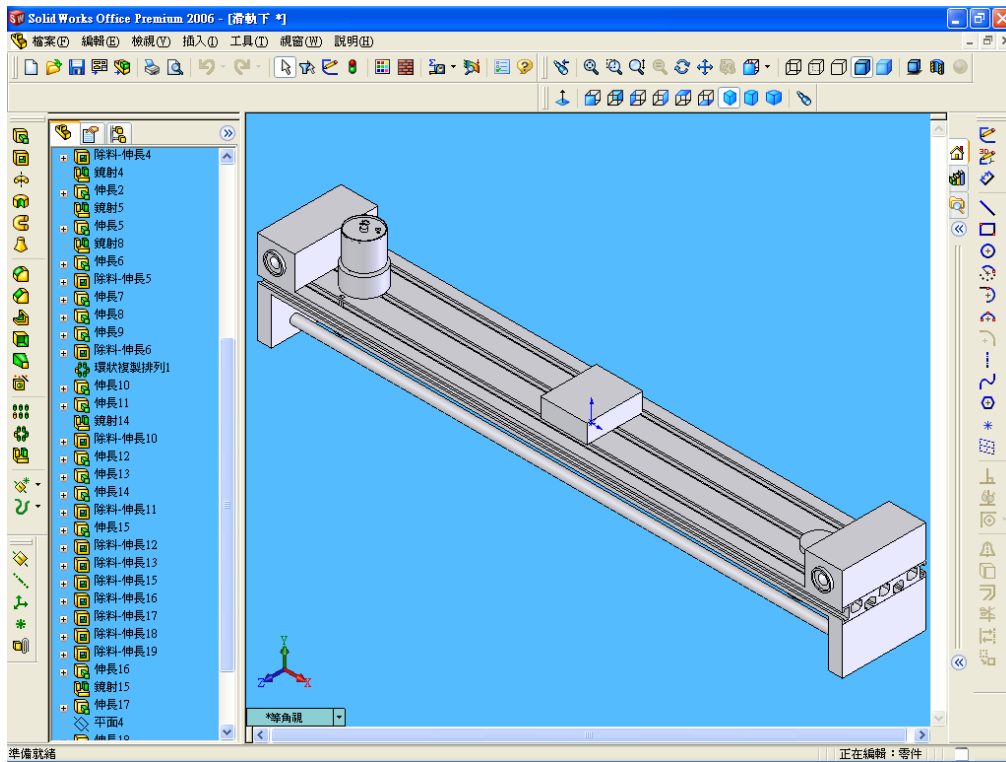 SolidWorks Office Premium 2006 - [滑軌下 *]
檔案(F) 編輯(E) 檢視(V) 插入(I) 工具(T) 視窗(W) 說明(H)
除料-伸長4
鏡射4
伸長2
鏡射5
伸長5
鏡射8
伸長6
除料-伸長5
伸長7
伸長8
伸長9
除料-伸長6
環狀複製排列1
伸長10
伸長11
鏡射14
除料-伸長10
伸長12
伸長13
伸長14
除料-伸長11
伸長15
除料-伸長12
除料-伸長13
除料-伸長15
除料-伸長16
除料-伸長17
除料-伸長18
除料-伸長19
伸長16
鏡射15
伸長17
平面4
伸長18
3D
Y
Z
X
*等角視
準備就緒
正在編輯：零件